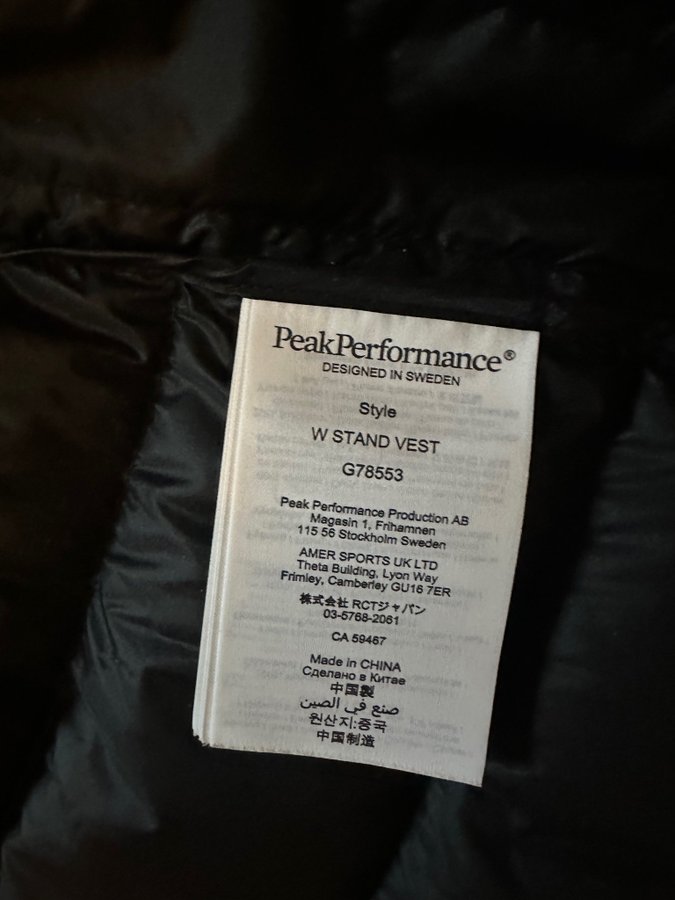 PeakPerformance®
DESIGNED IN SWEDEN
Style
W STAND VEST
G78553
Peak Performance Production AB
Magasin 1, Frihamnen
115 56 Stockholm Sweden
AMER SPORTS UK LTD
Theta Building, Lyon Way
Frimley, Camberley GU16 7ER
株式会社 RCTジャパン
03-5768-2061
CA 59467
Made in CHINA
Сделано в Китае
中国製
صنع في الصين
원산지:중국
中国制造